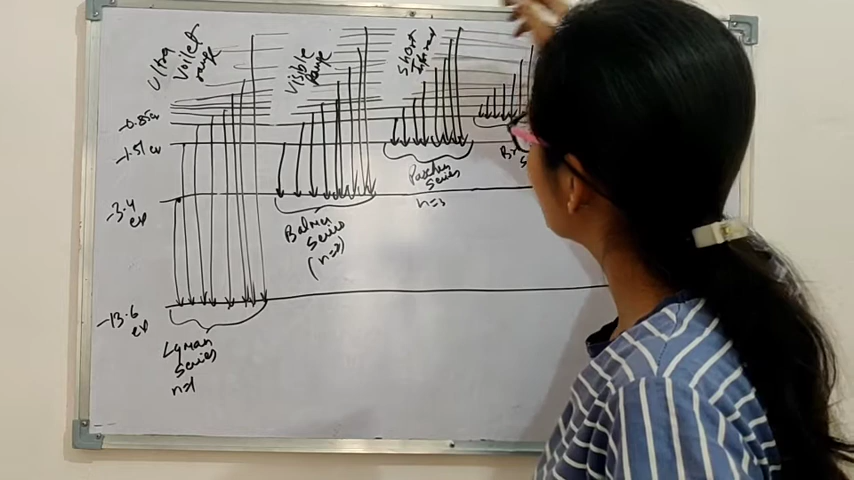 Ultra
Voilet
range
Visible
range
Short
Infrared
-0.85ev
-1.51 ev
-3.4
ev
-13.6
ev
Lyman
Series
n=1
Balmer
Series
(n=2)
Paschen
Series
n=3